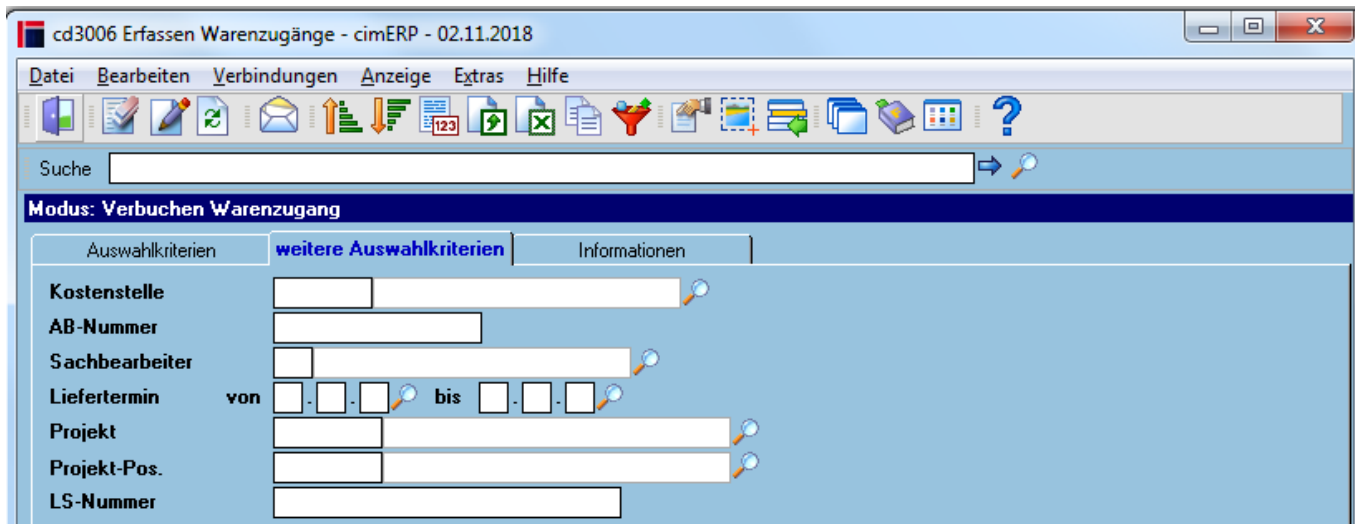 cd3006 Erfassen Warenzugänge - cimERP - 02.11.2018
Datei Bearbeiten Verbindungen Anzeige Extras Hilfe
123
Suche
Modus: Verbuchen Warenzugang
Auswahlkriterien weitere Auswahlkriterien Informationen
Kostenstelle
AB-Nummer
Sachbearbeiter
Liefertermin von . . bis . .
Projekt
Projekt-Pos.
LS-Nummer